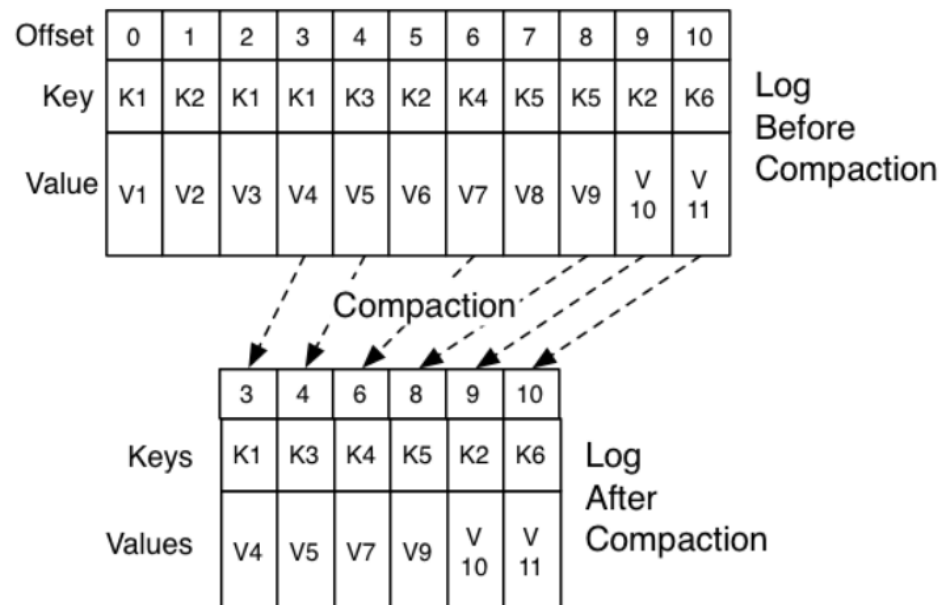 Offset 0 1 2 3 4 5 6 7 8 9 10
Key K1 K2 K1 K1 K3 K2 K4 K5 K5 K2 K6
Value V1 V2 V3 V4 V5 V6 V7 V8 V9 V 10 V 11
Log
Before
Compaction
Compaction
3 4 6 8 9 10
Keys K1 K3 K4 K5 K2 K6
Values V4 V5 V7 V9 V 10 V 11
Log
After
Compaction